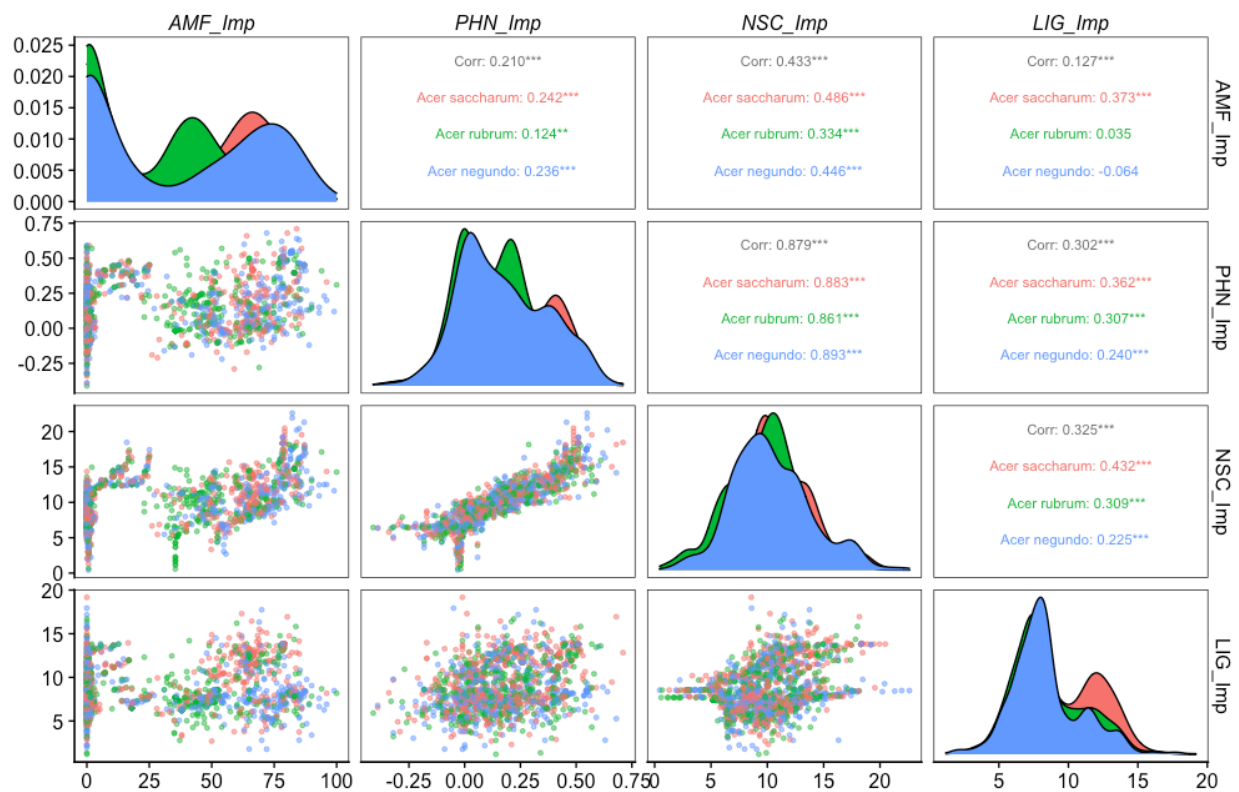 AMF_Imp PHN_Imp NSC_Imp LIG_Imp
0.025
0.020
0.015
0.010
0.005
0.000
Corr: 0.210***
Acer saccharum: 0.242***
Acer rubrum: 0.124**
Acer negundo: 0.236***
Corr: 0.433***
Acer saccharum: 0.486***
Acer rubrum: 0.334***
Acer negundo: 0.446***
Corr: 0.127***
Acer saccharum: 0.373***
Acer rubrum: 0.035
Acer negundo: -0.064
AMF_Imp
0.75
0.50
0.25
0.00
-0.25
Corr: 0.879***
Acer saccharum: 0.883***
Acer rubrum: 0.861***
Acer negundo: 0.893***
Corr: 0.302***
Acer saccharum: 0.362***
Acer rubrum: 0.307***
Acer negundo: 0.240***
PHN_Imp
20
15
10
5
0
Corr: 0.325***
Acer saccharum: 0.432***
Acer rubrum: 0.309***
Acer negundo: 0.225***
NSC_Imp
20
15
10
5
LIG_Imp
0 25 50 75 100 -0.25 0.00 0.25 0.50 0.75 0 5 10 15 20 5 10 15 20